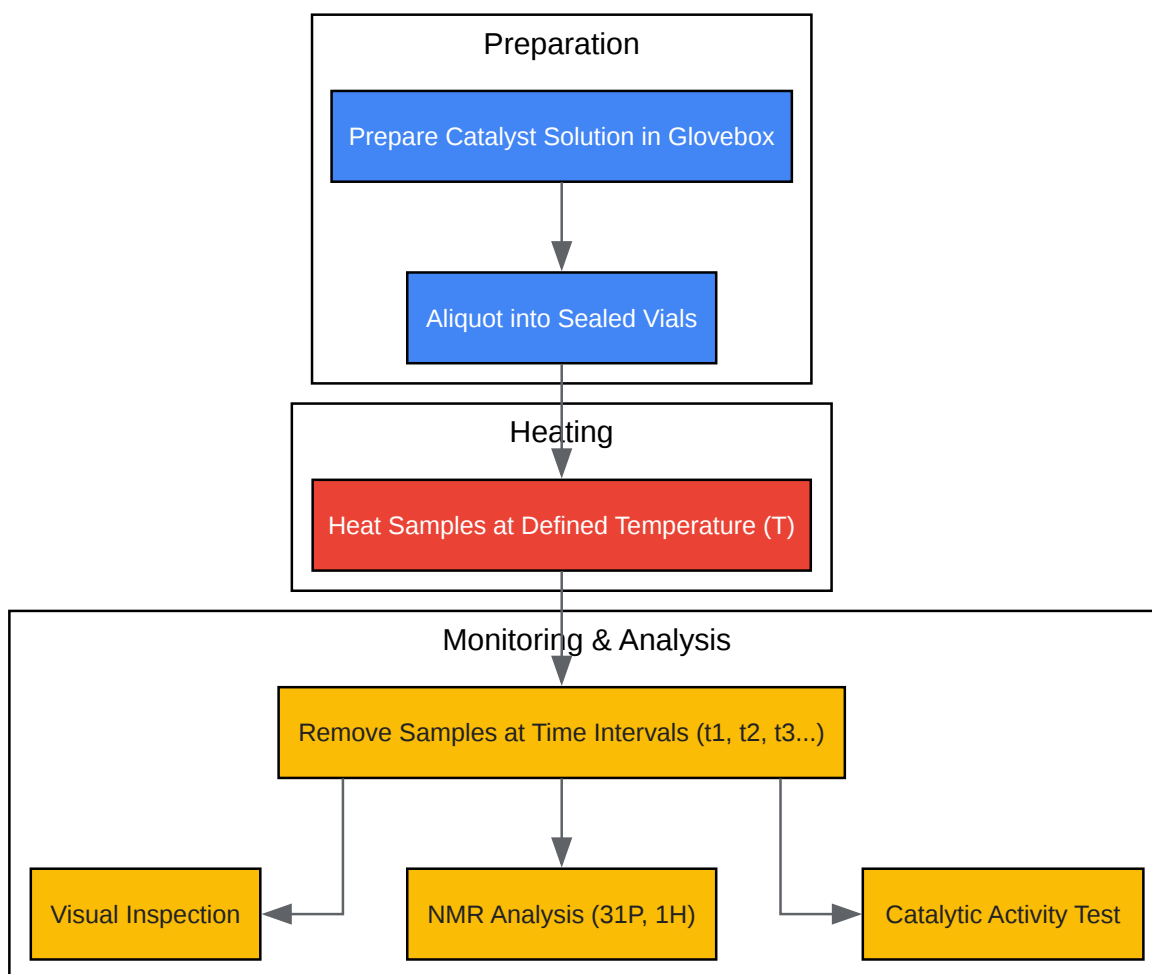 Preparation
Prepare Catalyst Solution in Glovebox
Aliquot into Sealed Vials
Heating
Heat Samples at Defined Temperature (T)
Monitoring & Analysis
Remove Samples at Time Intervals (t1, t2, t3...)
Visual Inspection
NMR Analysis (31P, 1H)
Catalytic Activity Test